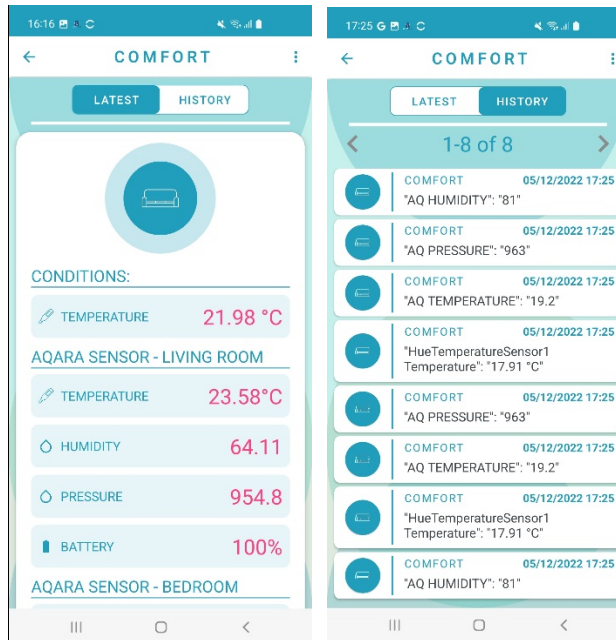 16:16
COMFORT
LATEST HISTORY
CONDITIONS:
TEMPERATURE 21.98 °C
AQARA SENSOR - LIVING ROOM
TEMPERATURE 23.58°C
HUMIDITY 64.11
PRESSURE 954.8
BATTERY 100%
AQARA SENSOR - BEDROOM
17:25 G
COMFORT
LATEST HISTORY
1-8 of 8
COMFORT 05/12/2022 17:25
"AQ HUMIDITY": "81"
COMFORT 05/12/2022 17:25
"AQ PRESSURE": "963"
COMFORT 05/12/2022 17:25
"AQ TEMPERATURE": "19.2"
COMFORT 05/12/2022 17:25
"HueTemperatureSensor1
Temperature": "17.91 °C"
COMFORT 05/12/2022 17:25
"AQ PRESSURE": "963"
COMFORT 05/12/2022 17:25
"AQ TEMPERATURE": "19.2"
COMFORT 05/12/2022 17:25
"HueTemperatureSensor1
Temperature": "17.91 °C"
COMFORT 05/12/2022 17:25
"AQ HUMIDITY": "81"